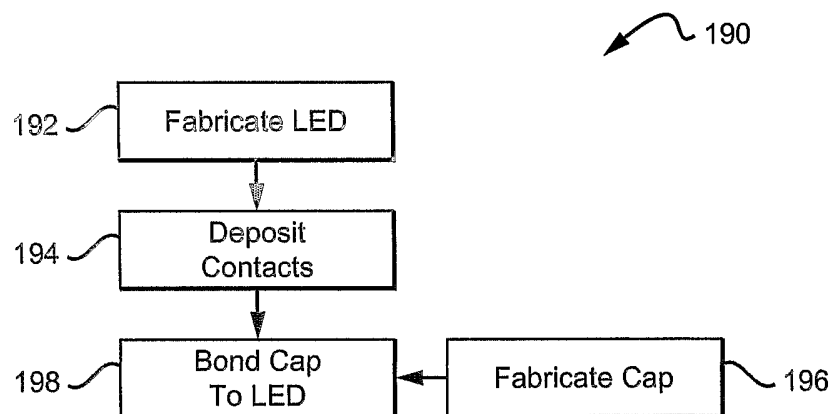 190
192
Fabricate LED
194
Deposit
Contacts
198
Bond Cap
To LED
Fabricate Cap
196